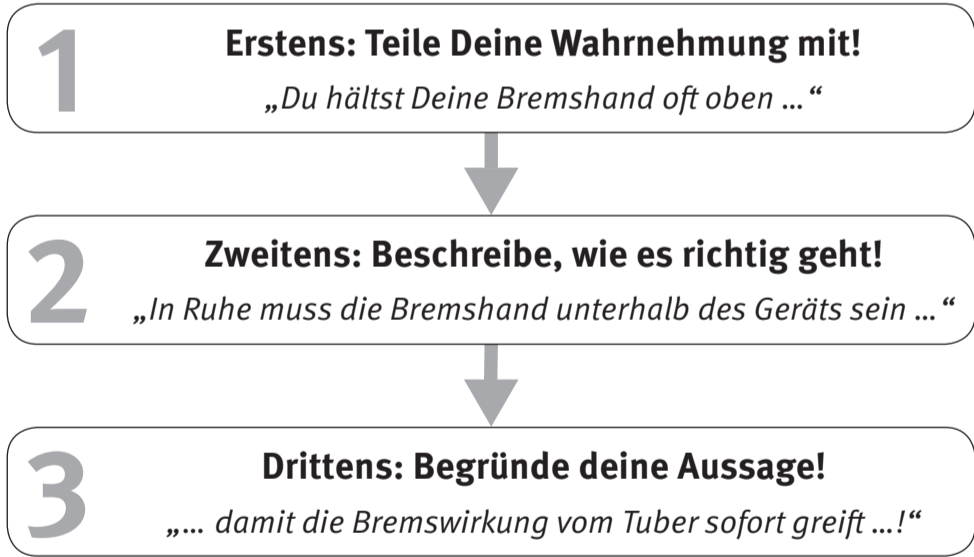 1
Erstens: Teile Deine Wahrnehmung mit!
„Du hältst Deine Bremshand oft oben ...“
2
Zweitens: Beschreibe, wie es richtig geht!
„In Ruhe muss die Bremshand unterhalb des Geräts sein ...“
3
Drittens: Begründe deine Aussage!
„... damit die Bremswirkung vom Tuber sofort greift ...!“